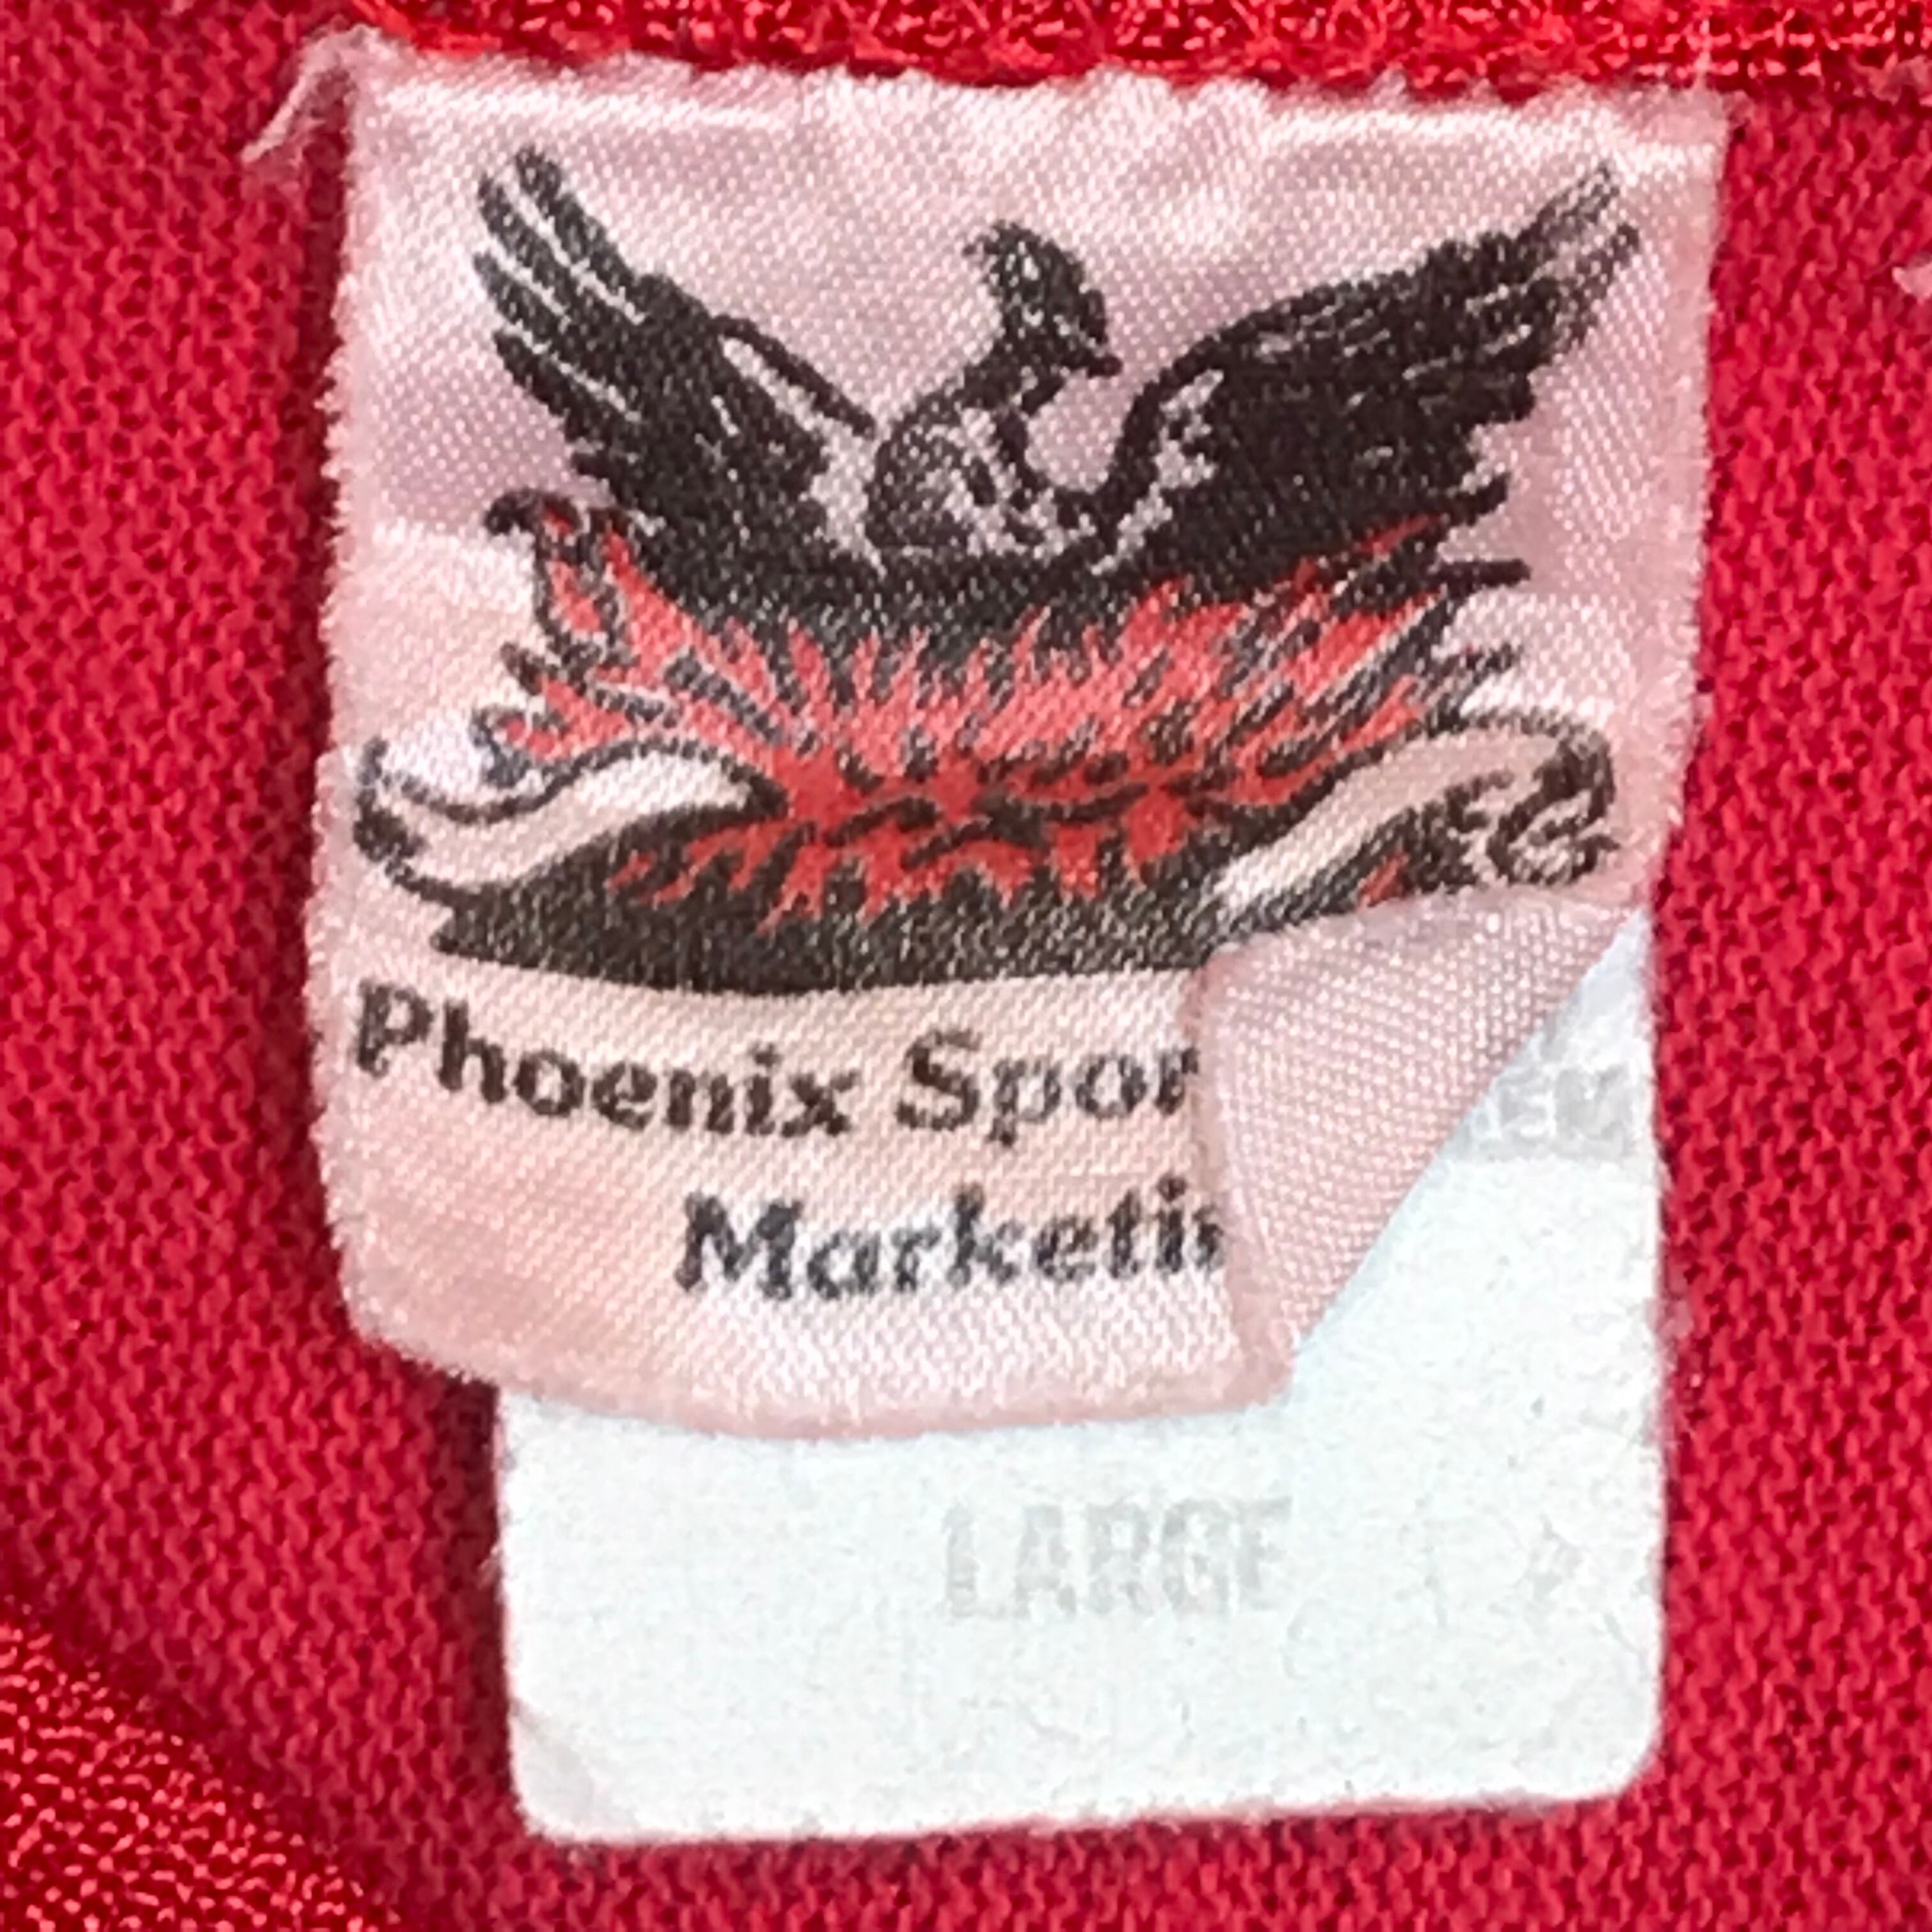 Phoenix Spor
Marketi
LARGE